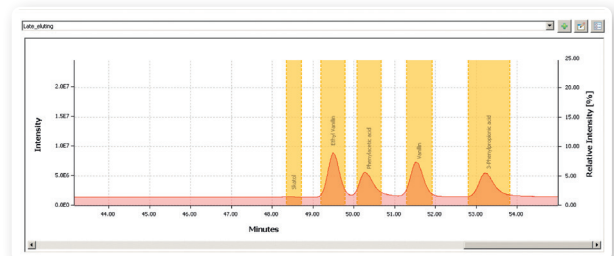 Late_eluting
25.00
2.0E7
20.00
1.5E7
15.00
1.0E7
10.00
5.0E6
5.00
0.0E0
0.00
Intensity
Relative Intensity [%]
Skatol
Ethyl Vanillin
Phenylacetic acid
Vanillin
3-Phenylpropionic acid
44.00 45.00 46.00 47.00 48.00 49.00 50.00 51.00 52.00 53.00 54.00
Minutes